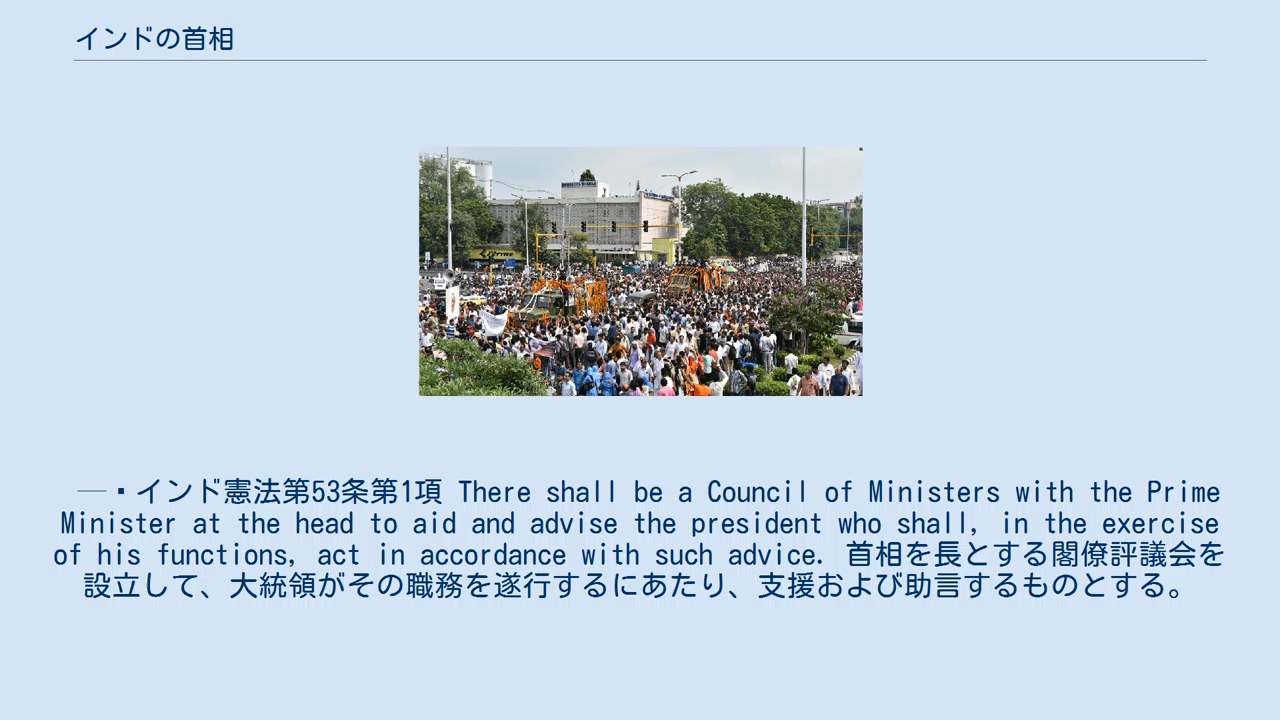 インドの首相
―・インド憲法第53条第1項 There shall be a Council of Ministers with the Prime
Minister at the head to aid and advise the president who shall, in the exercise
of his functions, act in accordance with such advice. 首相を長とする閣僚評議会を
設立して、大統領がその職務を遂行するにあたり、支援および助言するものとする。